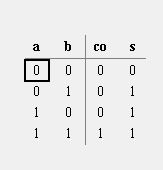 a b co s
0 0 0 0
0 1 0 1
1 0 0 1
1 1 1 1